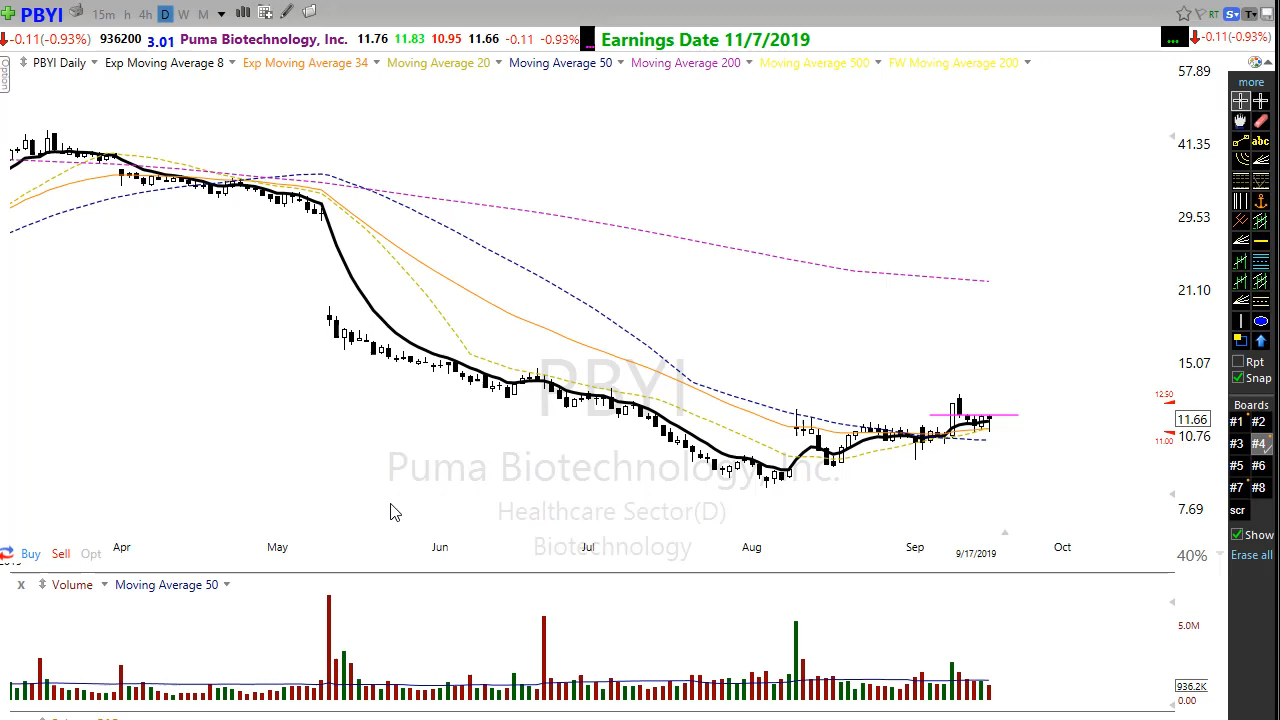 PBYI 15m h 4h D W M RT S T
-0.11(-0.93%) 936200 3.01 Puma Biotechnology, Inc. 11.76 11.83 10.95 11.66 -0.11 -0.93% ... Earnings Date 11/7/2019 ... -0.11(-0.93%)
Option
PBYI Daily Exp Moving Average 8 Exp Moving Average 34 Moving Average 20 Moving Average 50 Moving Average 200 Moving Average 500 FW Moving Average 200
57.89
41.35
29.53
21.10
15.07
12.50
11.66
10.76
11.00
7.69
40%
PBYI
Puma Biotechnology, Inc.
Healthcare Sector(D)
Biotechnology
Apr May Jun Jul Aug Sep 9/17/2019 Oct
Buy Sell Opt
X Volume Moving Average 50
5.0M
936.2K
0.00
more
abc
Rpt
Snap
Boards
#1 #2
#3 #4
#5 #6
#7 #8
scr
Show
Erase all